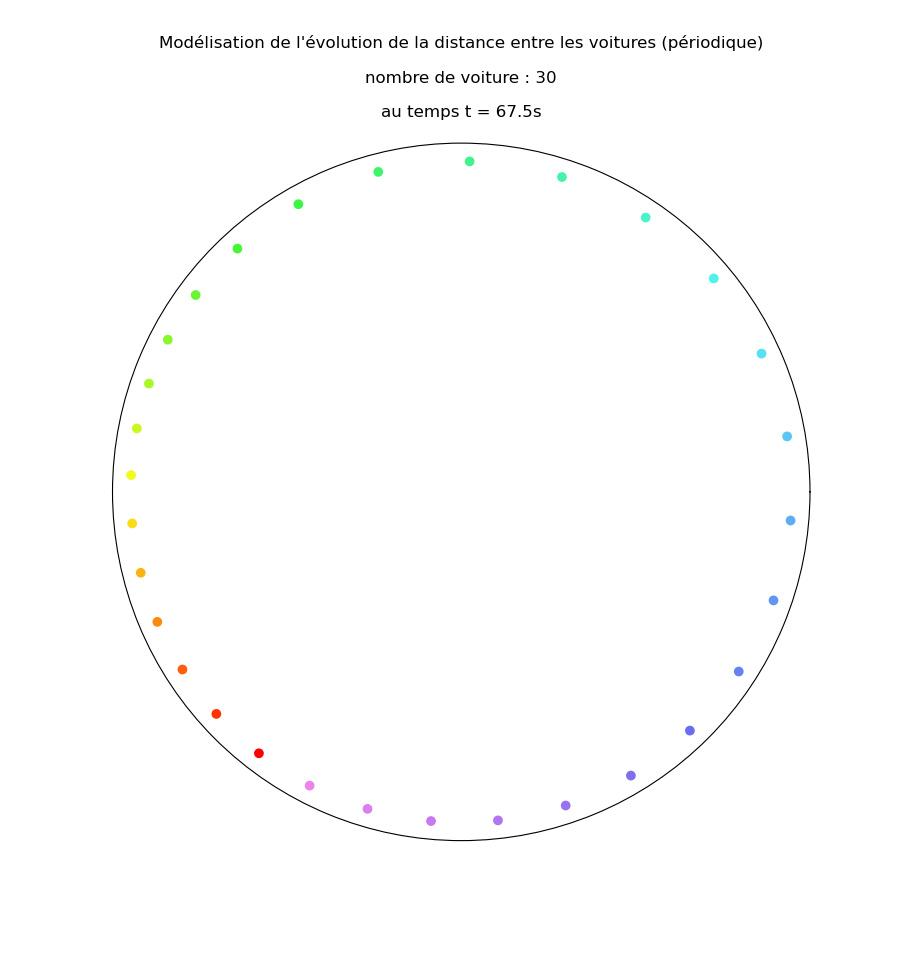 Modélisation de l'évolution de la distance entre les voitures (périodique)
nombre de voiture : 30
au temps t = 67.5s